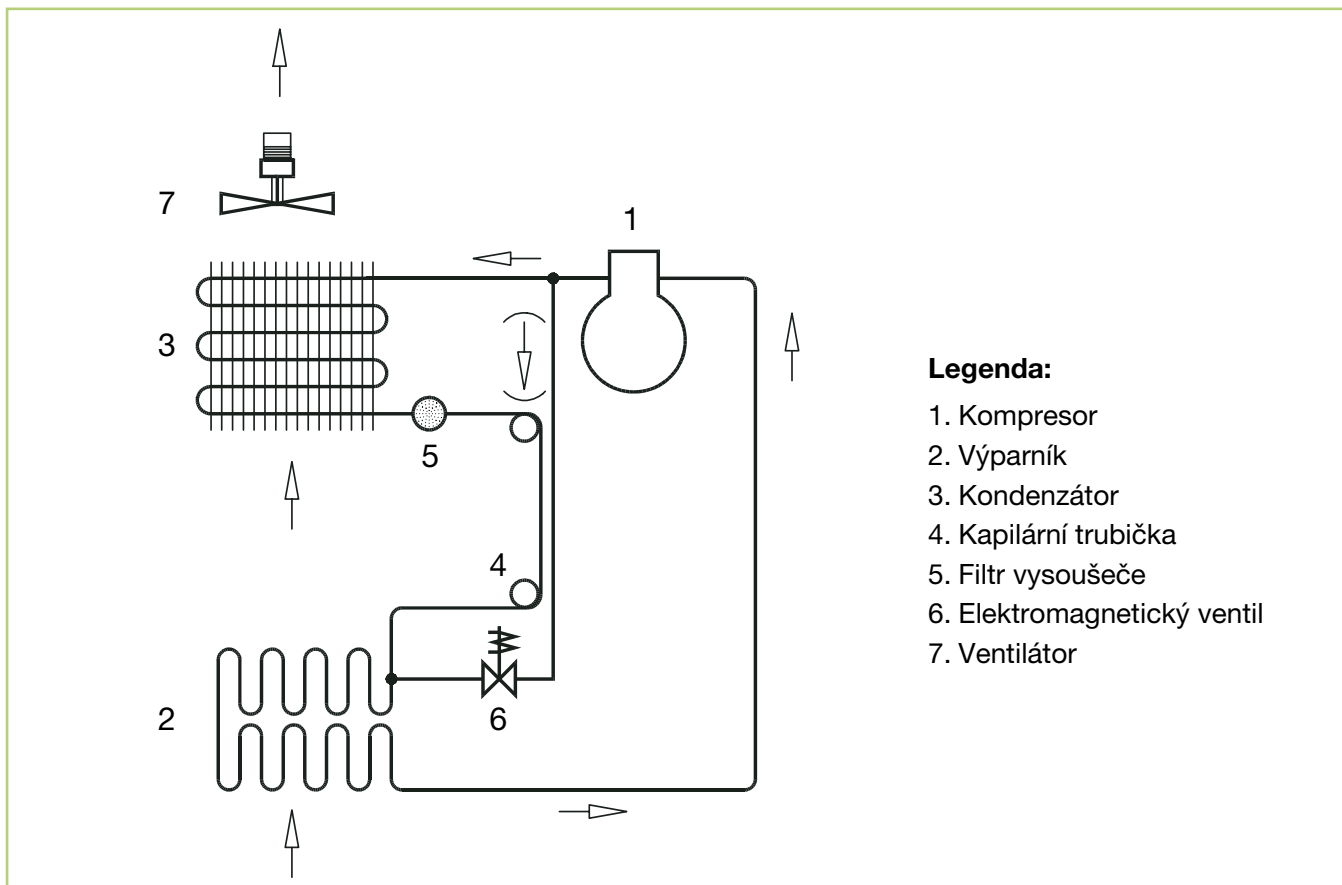 7
1
3
5
4
6
2
Legenda:
1. Kompresor
2. Výparník
3. Kondenzátor
4. Kapilární trubička
5. Filtr vysoušeče
6. Elektromagnetický ventil
7. Ventilátor